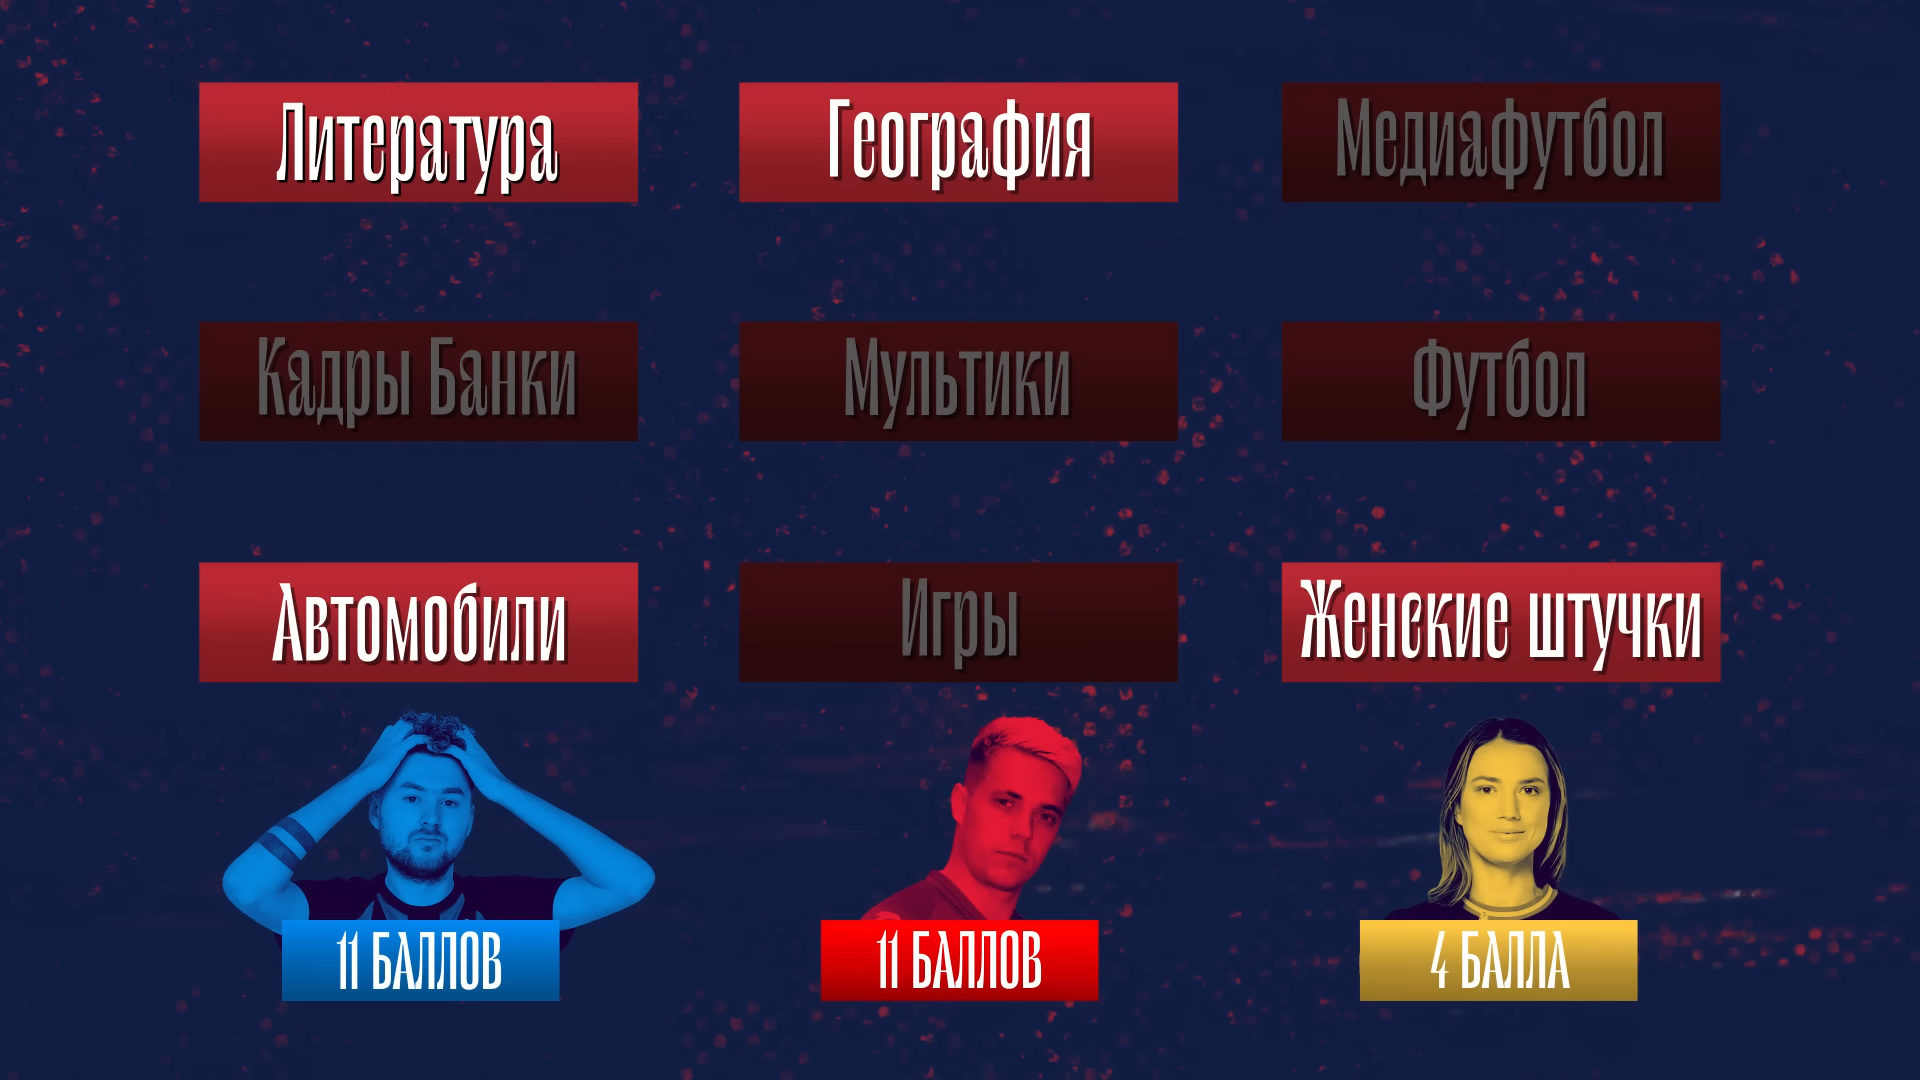 Литература
География
Медиафутбол
Кадры Банки
Мультики
Футбол
Автомобили
Игры
Женские штучки
11 БАЛЛОВ
11 БАЛЛОВ
4 БАЛЛА